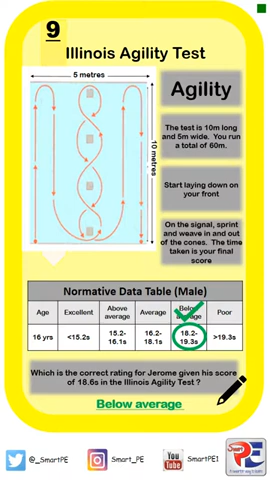 9
Illinois Agility Test
5 metres
10 metres
Agility
The test is 10m long
and 5m wide. You run
a total of 60m.
Start laying down on
your front
On the signal, sprint
and weave in and out
of the cones. The time
taken is your final
score
Normative Data Table (Male)
Age Excellent Above average Average Below average Poor
16 yrs <15.2s 15.2-16.1s 16.2-18.1s 18.2-19.3s >19.3s
Which is the correct rating for Jerome given his score
of 18.6s in the Illinois Agility Test ?
Below average
@_SmartPE
Smart_PE
You Tube
SmartPE1
Smart
PE